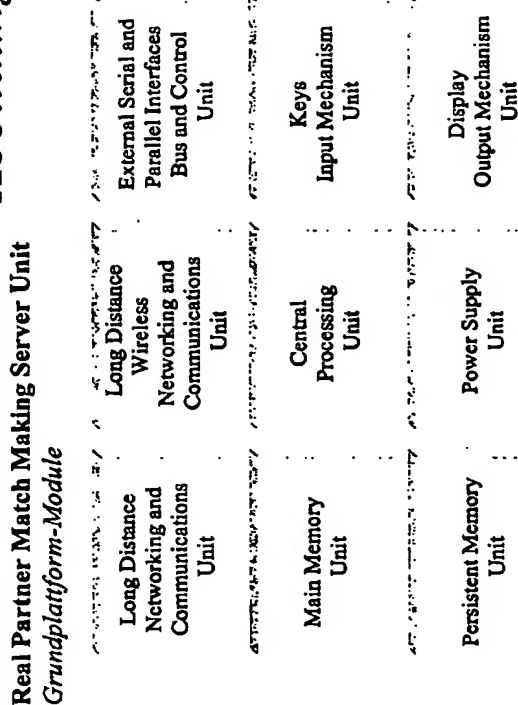 Real Partner Match Making Server Unit
Grundplattform-Module
Long Distance
Networking and
Communications
Unit
Long Distance
Wireless
Networking and
Communications
Unit
External Serial and
Parallel Interfaces
Bus and Control
Unit
Main Memory
Unit
Central
Processing
Unit
Keys
Input Mechanism
Unit
Persistent Memory
Unit
Power Supply
Unit
Display
Output Mechanism
Unit